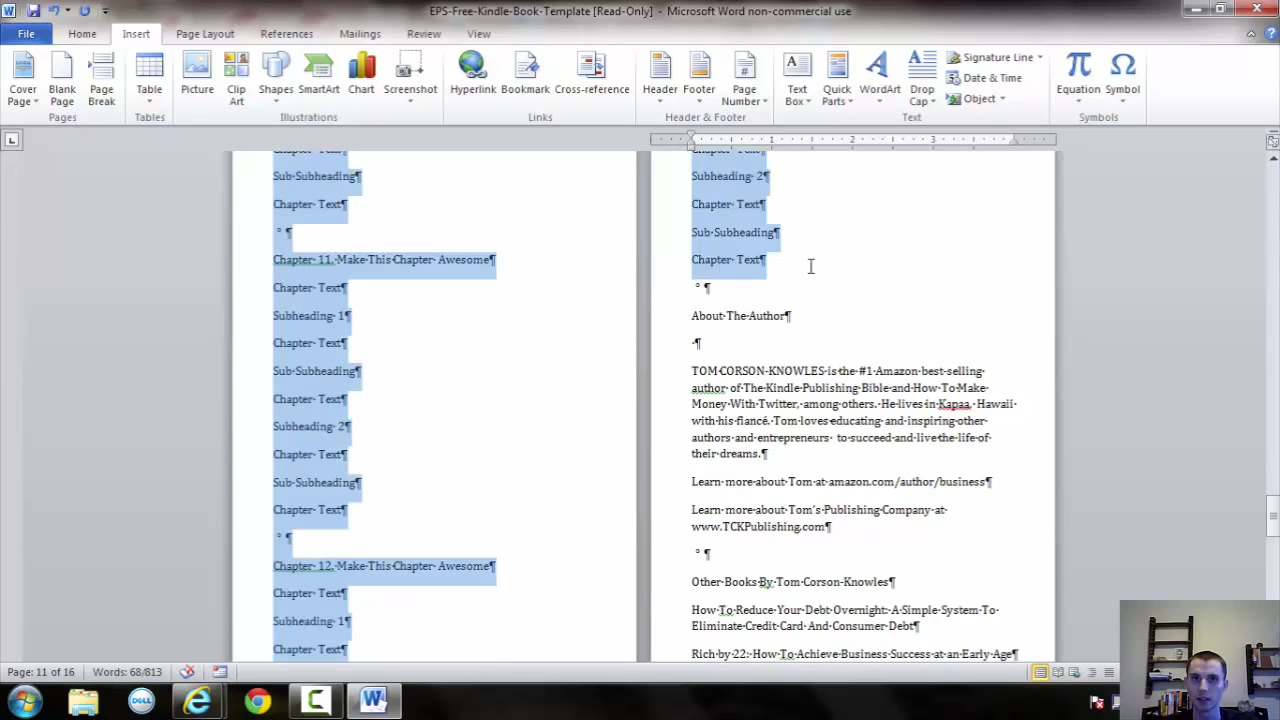 EPS-Free-Kindle-Book-Template [Read-Only] - Microsoft Word non-commercial use
File Home Insert Page Layout References Mailings Review View
Cover Page
Blank Page
Page Break
Table
Picture
Clip Art
Shapes
SmartArt
Chart
Screenshot
Hyperlink
Bookmark
Cross-reference
Header
Footer
Page Number
Text Box
Quick Parts
WordArt
Drop Cap
Signature Line
Date & Time
Object
Equation
Symbol
Pages
Tables
Illustrations
Links
Header & Footer
Text
Symbols
1 2 3
Chapter Text¶
Sub-Subheading¶
Chapter Text¶
° ¶
Chapter 11. Make This Chapter Awesome¶
Chapter Text¶
Subheading 1¶
Chapter Text¶
Sub-Subheading¶
Chapter Text¶
Subheading 2¶
Chapter Text¶
Sub-Subheading¶
Chapter Text¶
° ¶
Chapter 12. Make This Chapter Awesome¶
Chapter Text¶
Subheading 1¶
Chapter Text¶
Chapter Text¶
Subheading 2¶
Chapter Text¶
Sub-Subheading¶
Chapter Text¶
° ¶
About The Author¶
¶
TOM CORSON-KNOWLES is the #1 Amazon best-selling
author of The Kindle Publishing Bible and How To Make
Money With Twitter, among others. He lives in Kapaa, Hawaii
with his fiancé. Tom loves educating and inspiring other
authors and entrepreneurs to succeed and live the life of
their dreams.¶
Learn more about Tom at amazon.com/author/business¶
Learn more about Tom's Publishing Company at
www.TCKPublishing.com¶
° ¶
Other Books By Tom Corson-Knowles¶
How To Reduce Your Debt Overnight: A Simple System To
Eliminate Credit Card And Consumer Debt¶
Rich by 22: How To Achieve Business Success at an Early Age¶
Page: 11 of 16 Words: 68/813 110%
DELL